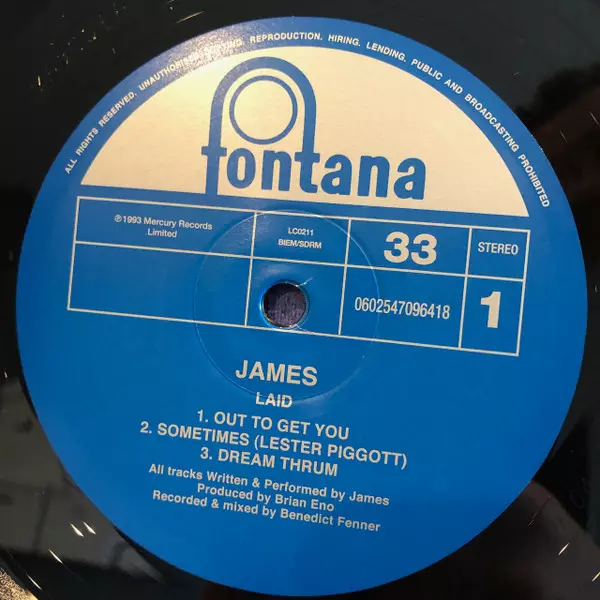 ALL RIGHTS RESERVED. UNAUTHORISED COPYING. REPRODUCTION. HIRING. LENDING. PUBLIC AND BROADCASTING PROHIBITED
fontana
℗1993 Mercury Records
Limited
LC0211
BIEM/SDRM
33
STEREO
0602547096418
1
JAMES
LAID
1. OUT TO GET YOU
2. SOMETIMES (LESTER PIGGOTT)
3. DREAM THRUM
All tracks Written & Performed by James
Produced by Brian Eno
Recorded & mixed by Benedict Fenner